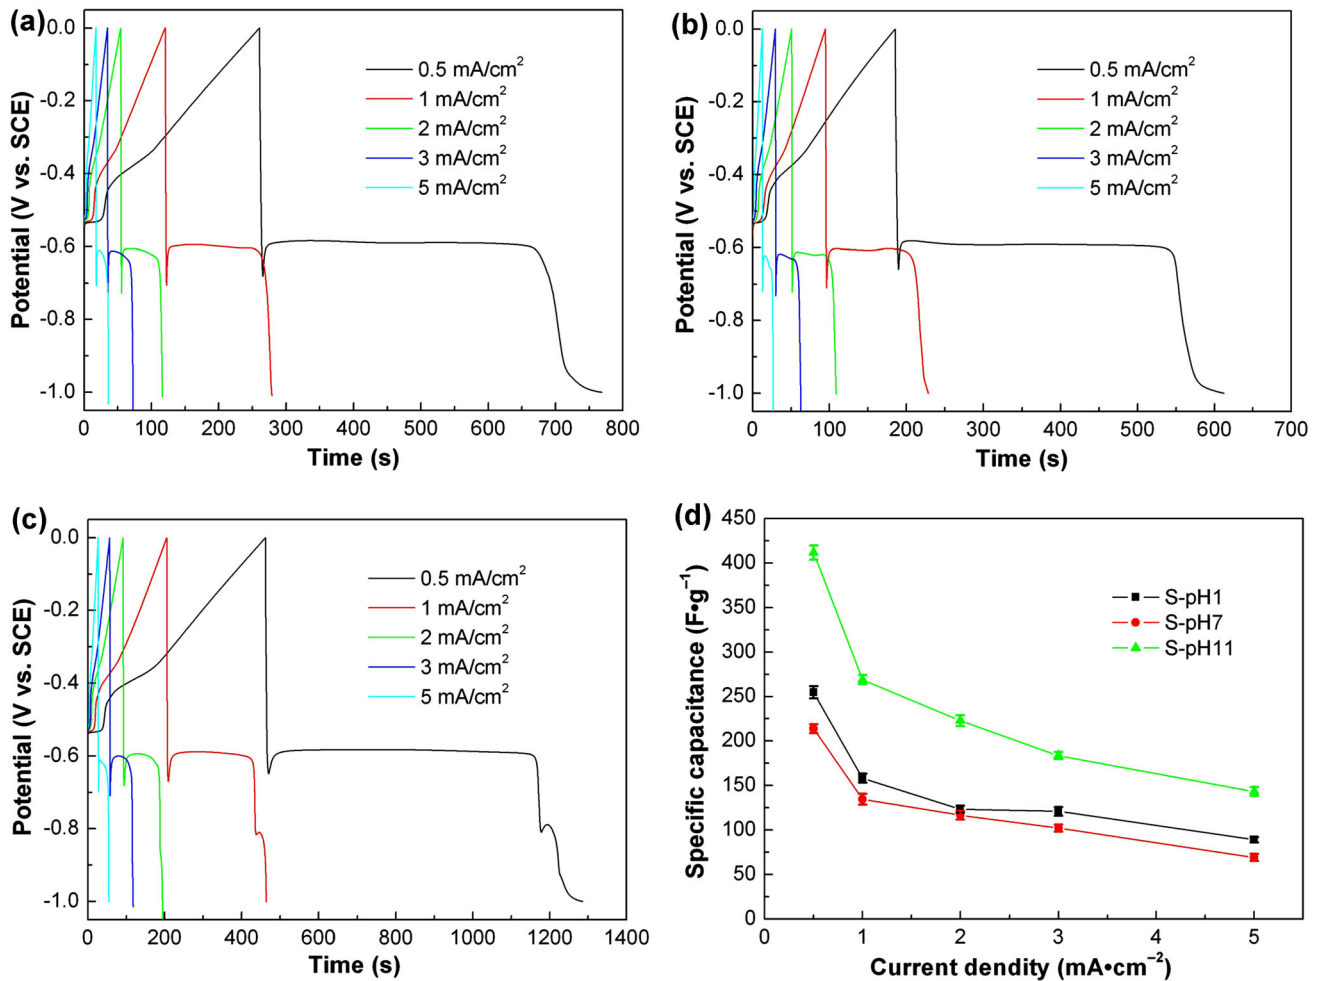 (a)
0.0
-0.2
-0.4
-0.6
-0.8
-1.0
Potential (V vs. SCE)
0.5 mA/cm²
1 mA/cm²
2 mA/cm²
3 mA/cm²
5 mA/cm²
0 100 200 300 400 500 600 700 800
Time (s)
(b)
0.0
-0.2
-0.4
-0.6
-0.8
-1.0
Potential (V vs. SCE)
0.5 mA/cm²
1 mA/cm²
2 mA/cm²
3 mA/cm²
5 mA/cm²
0 100 200 300 400 500 600 700
Time (s)
(c)
0.0
-0.2
-0.4
-0.6
-0.8
-1.0
Potential (V vs. SCE)
0.5 mA/cm²
1 mA/cm²
2 mA/cm²
3 mA/cm²
5 mA/cm²
0 200 400 600 800 1000 1200 1400
Time (s)
(d)
450
400
350
300
250
200
150
100
50
0
Specific capacitance (F•g⁻¹)
S-pH1
S-pH7
S-pH11
0 1 2 3 4 5
Current dendity (mA•cm⁻²)